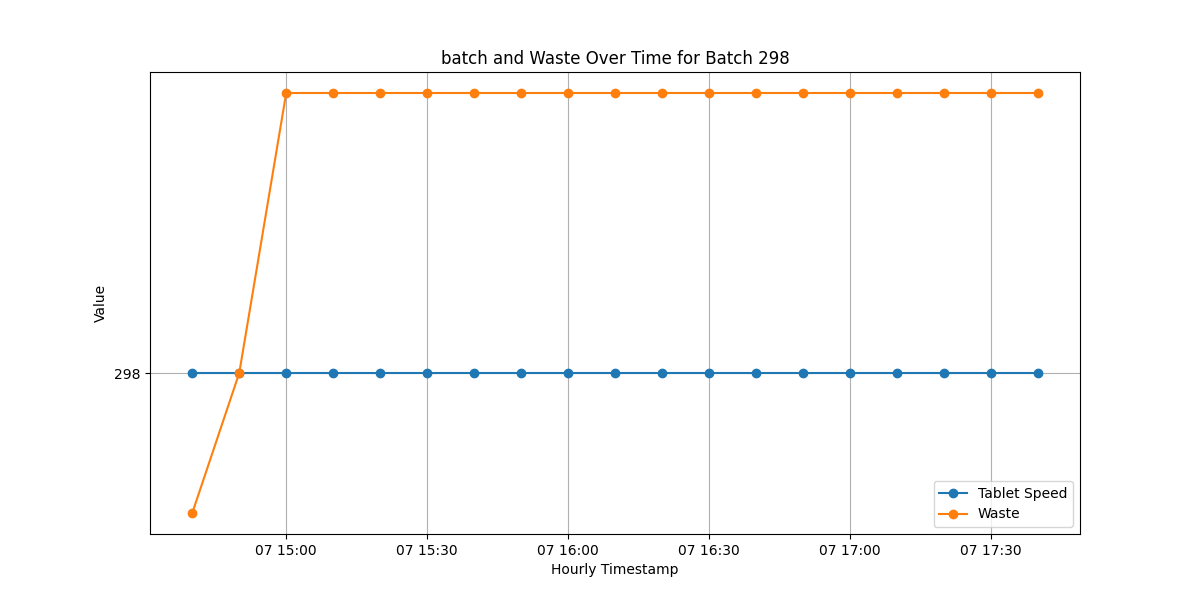 batch and Waste Over Time for Batch 298
Value
298
Tablet Speed
Waste
07 15:00
07 15:30
07 16:00
07 16:30
07 17:00
07 17:30
Hourly Timestamp